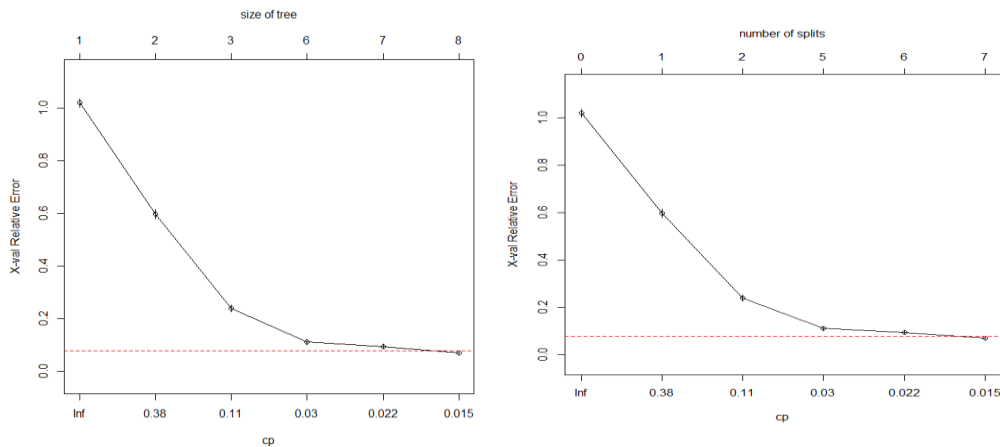 size of tree
1 2 3 6 7 8
X-val Relative Error
1.0
0.8
0.6
0.4
0.2
0.0
Inf 0.38 0.11 0.03 0.022 0.015
cp
number of splits
0 1 2 5 6 7
X-val Relative Error
1.0
0.8
0.6
0.4
0.2
0.0
Inf 0.38 0.11 0.03 0.022 0.015
cp